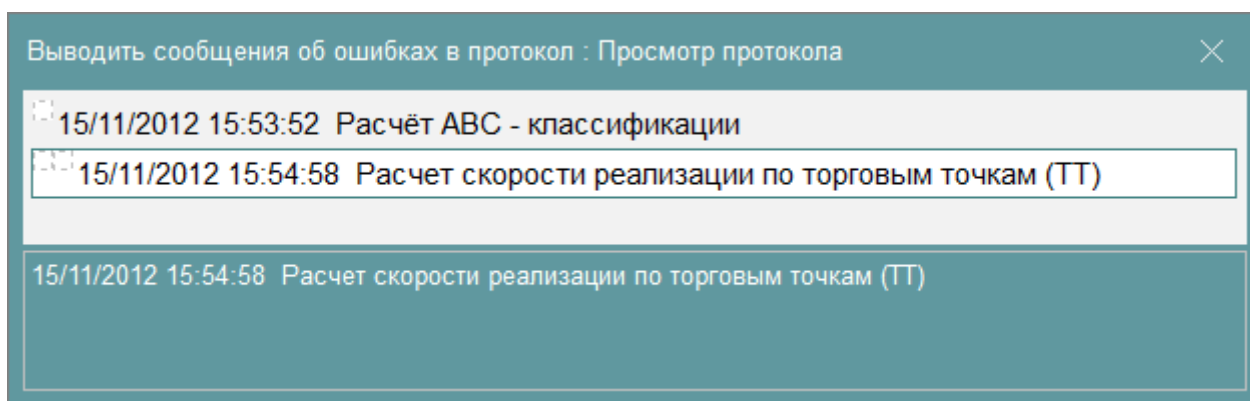 Выводить сообщения об ошибках в протокол : Просмотр протокола
15/11/2012 15:53:52 Расчёт АВС - классификации
15/11/2012 15:54:58 Расчет скорости реализации по торговым точкам (ТТ)
15/11/2012 15:54:58 Расчет скорости реализации по торговым точкам (ТТ)